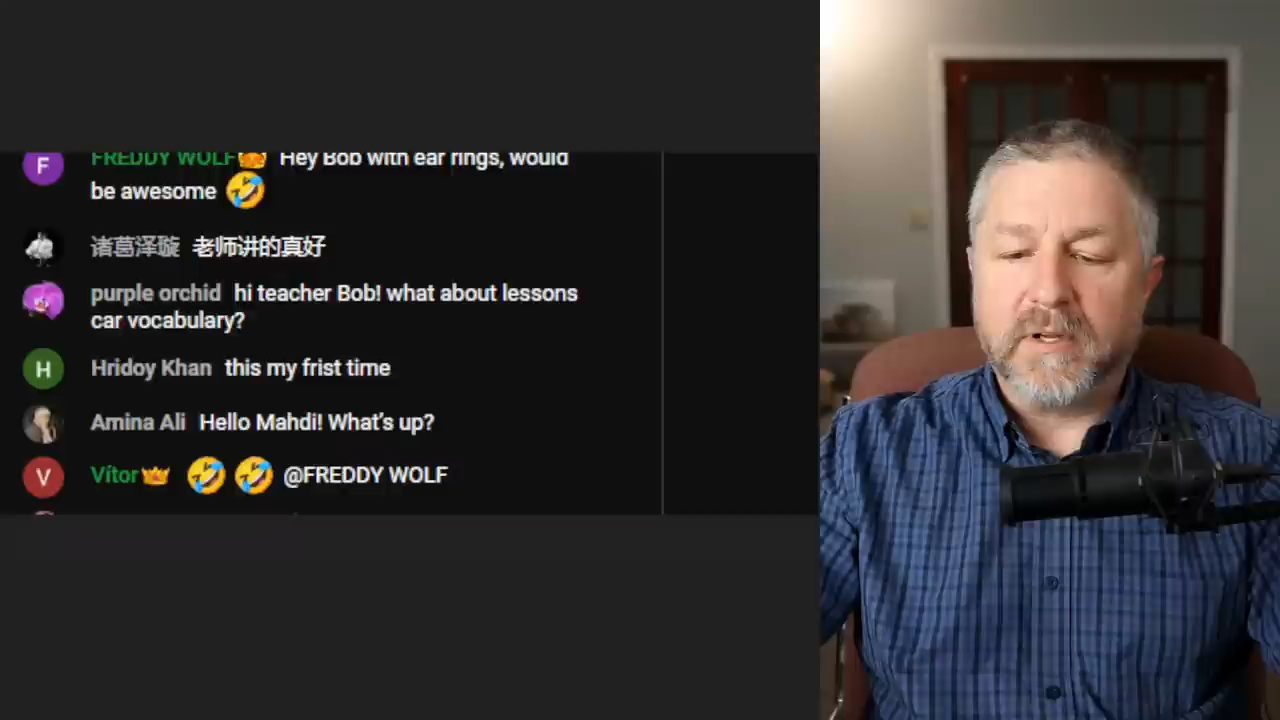 F FREDDY WOLF Hey Bob with ear rings, would
be awesome 🤣
诸葛泽璇 老师讲的真好
purple orchid hi teacher Bob! what about lessons
car vocabulary?
H Hridoy Khan this my frist time
Amina Ali Hello Mahdi! What's up?
V Vítor 🤣 🤣 @FREDDY WOLF